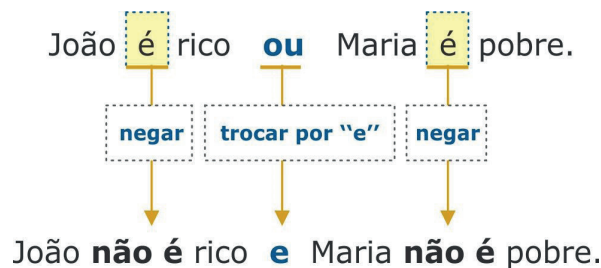 João é rico ou Maria é pobre.
negar trocar por “e” negar
João não é rico e Maria não é pobre.